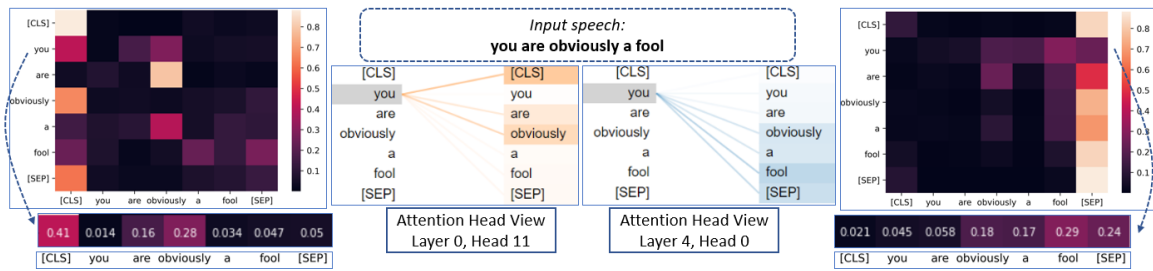 Input speech:
you are obviously a fool
[CLS]
you
are
obviously
a
fool
[SEP]
[CLS] you are obviously a fool [SEP]
0.8
0.7
0.6
0.5
0.4
0.3
0.2
0.1
0.41 0.014 0.16 0.28 0.034 0.047 0.05
[CLS] you are obviously a fool [SEP]
[CLS] [CLS]
you you
are are
obviously obviously
a a
fool fool
[SEP] [SEP]
Attention Head View
Layer 0, Head 11
[CLS] [CLS]
you you
are are
obviously obviously
a a
fool fool
[SEP] [SEP]
Attention Head View
Layer 4, Head 0
[CLS]
you
are
obviously
a
fool
[SEP]
[CLS] you are obviously a fool [SEP]
0.8
0.7
0.6
0.5
0.4
0.3
0.2
0.1
0.021 0.045 0.058 0.18 0.17 0.29 0.24
[CLS] you are obviously a fool [SEP]